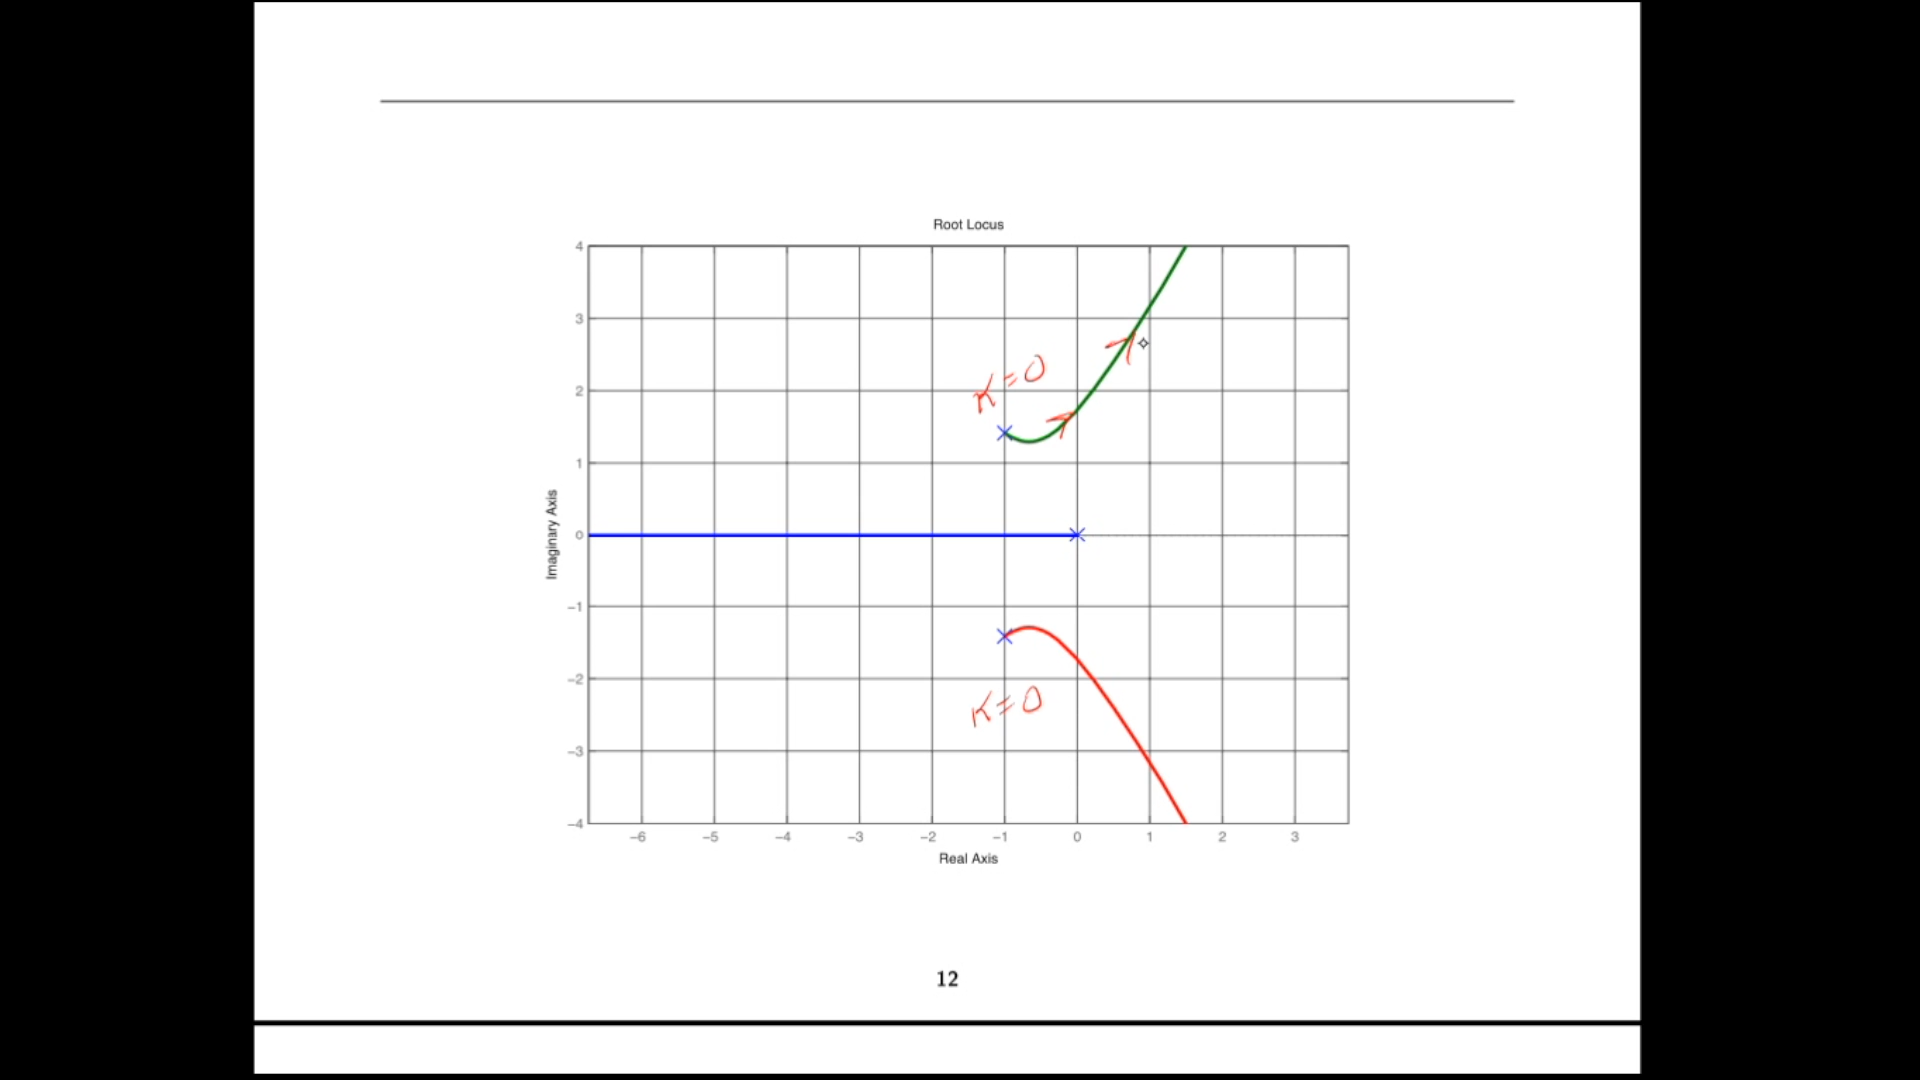 Root Locus
4
3
2
1
0
−1
−2
−3
−4
Imaginary Axis
K=0
K=0
−6 −5 −4 −3 −2 −1 0 1 2 3
Real Axis
12